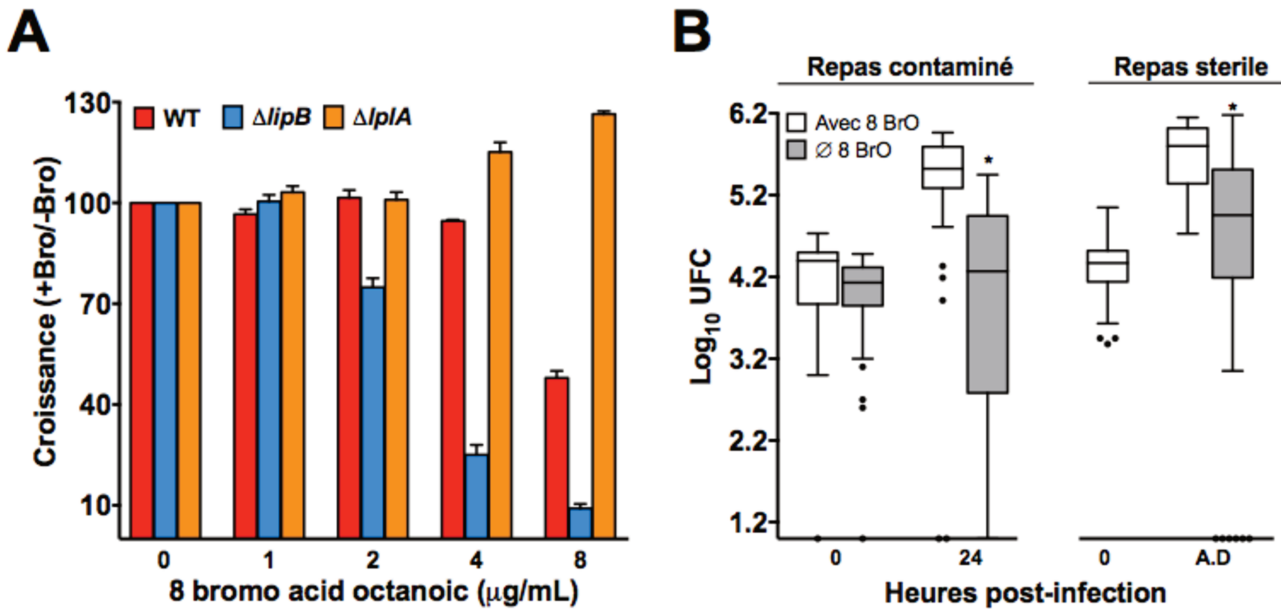 A
WT ΔlipB ΔlplA
130
100
70
40
10
Croissance (+Bro/-Bro)
0 1 2 4 8
8 bromo acid octanoic (μg/mL)
B
Repas contaminé Repas sterile
Avec 8 BrO
Ø 8 BrO
* *
6.2
5.2
4.2
3.2
2.2
1.2
Log10 UFC
0 24 0 A.D
Heures post-infection